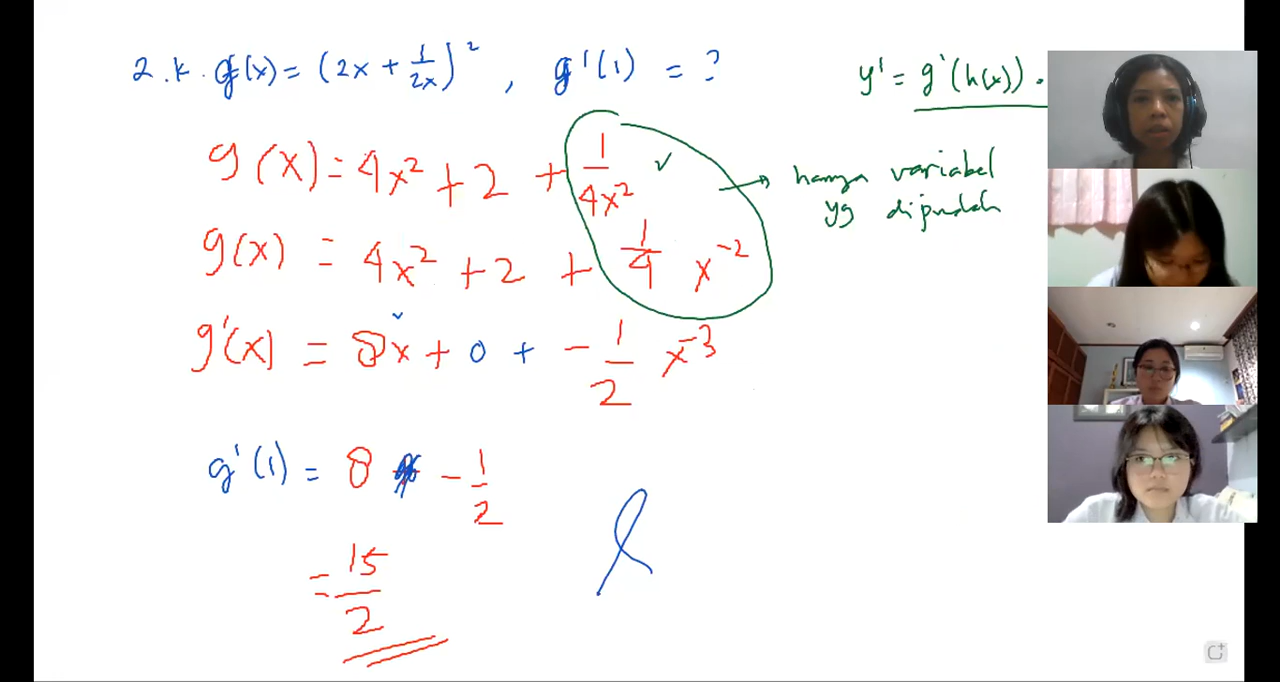 2.k. g(x) = (2x + 1/2x)², g'(1) = ?
y' = g'(h(x)) ·
g(x) = 4x² + 2 + 1/4x²
hanya variabel
yg dipindah
g(x) = 4x² + 2 + 1/4 x⁻²
g'(x) = 8x + 0 + - 1/2 x⁻³
g'(1) = 8 - 1/2
= 15/2